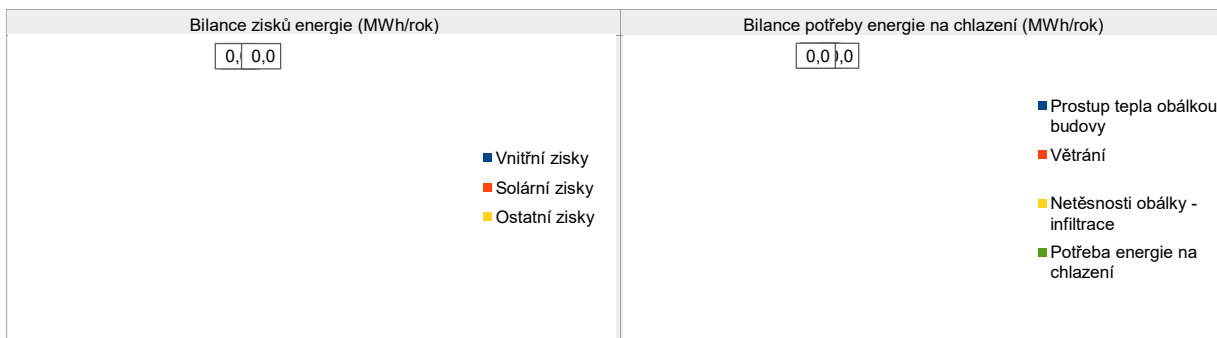 Bilance zisků energie (MWh/rok)
0,0
Vnitřní zisky
Solární zisky
Ostatní zisky
Bilance potřeby energie na chlazení (MWh/rok)
0,0
,0
Prostup tepla obálkou
budovy
Větrání
Netěsnosti obálky -
infiltrace
Potřeba energie na
chlazení